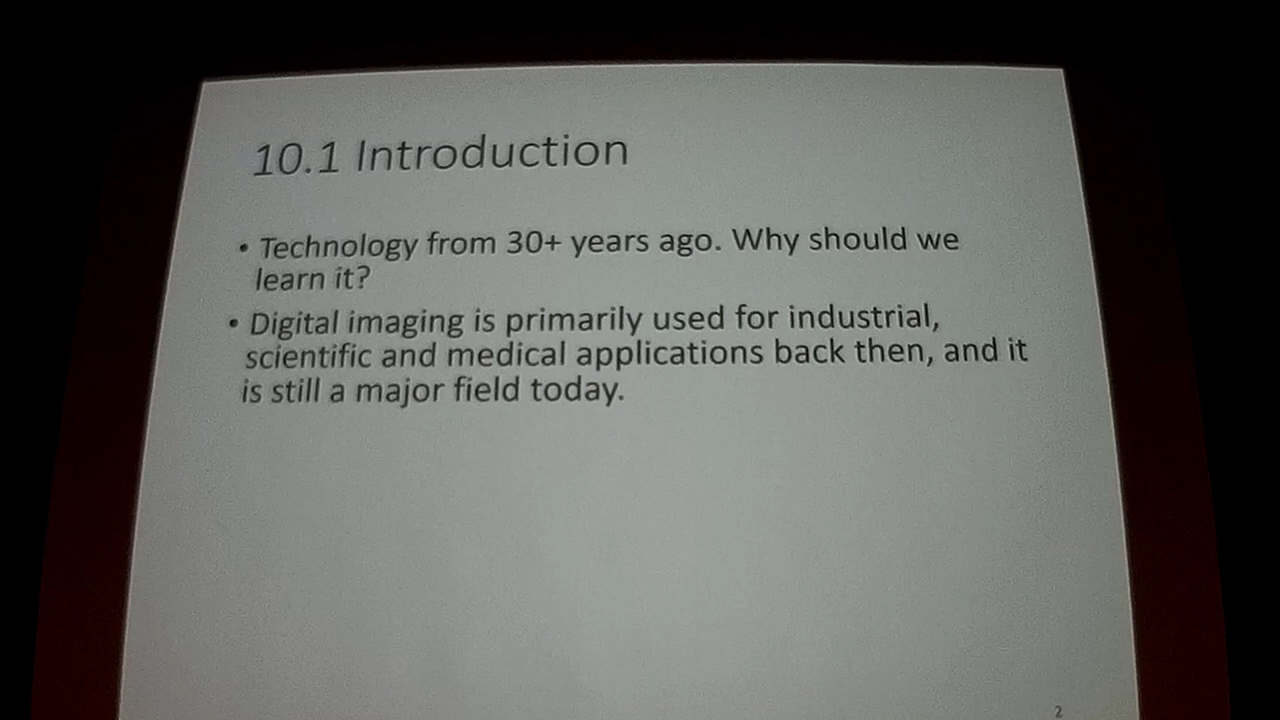 10.1 Introduction
• Technology from 30+ years ago. Why should we
learn it?
• Digital imaging is primarily used for industrial,
scientific and medical applications back then, and it
is still a major field today.
2